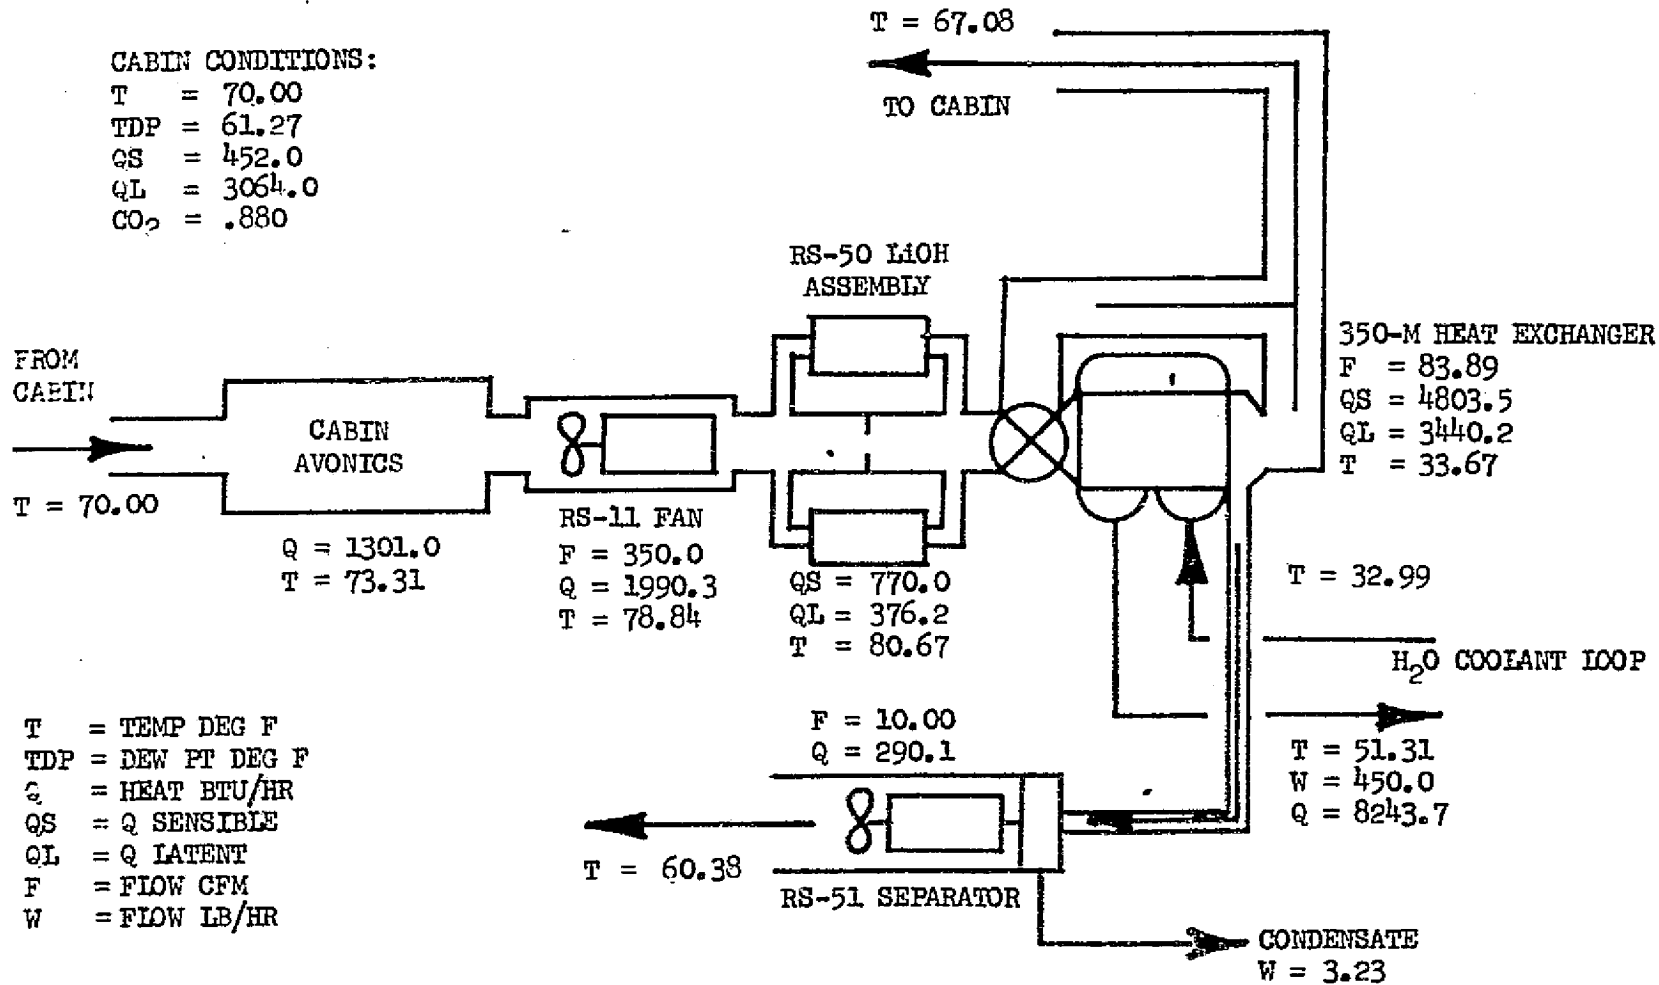 T = 67.08
TO CABIN
CABIN CONDITIONS:
T = 70.00
TDP = 61.27
QS = 452.0
QL = 3064.0
CO2 = .880
RS-50 LiOH
ASSEMBLY
350-M HEAT EXCHANGER
F = 83.89
QS = 4803.5
QL = 3440.2
T = 33.67
FROM
CABIN
T = 70.00
CABIN
AVONICS
Q = 1301.0
T = 73.31
RS-11 FAN
F = 350.0
Q = 1990.3
T = 78.84
QS = 770.0
QL = 376.2
T = 80.67
T = 32.99
H2O COOLANT LOOP
T = 51.31
W = 450.0
Q = 8243.7
F = 10.00
Q = 290.1
T = 60.38
RS-51 SEPARATOR
CONDENSATE
W = 3.23
T = TEMP DEG F
TDP = DEW PT DEG F
Q = HEAT BTU/HR
QS = Q SENSIBLE
QL = Q LATENT
F = FLOW CFM
W = FLOW LB/HR